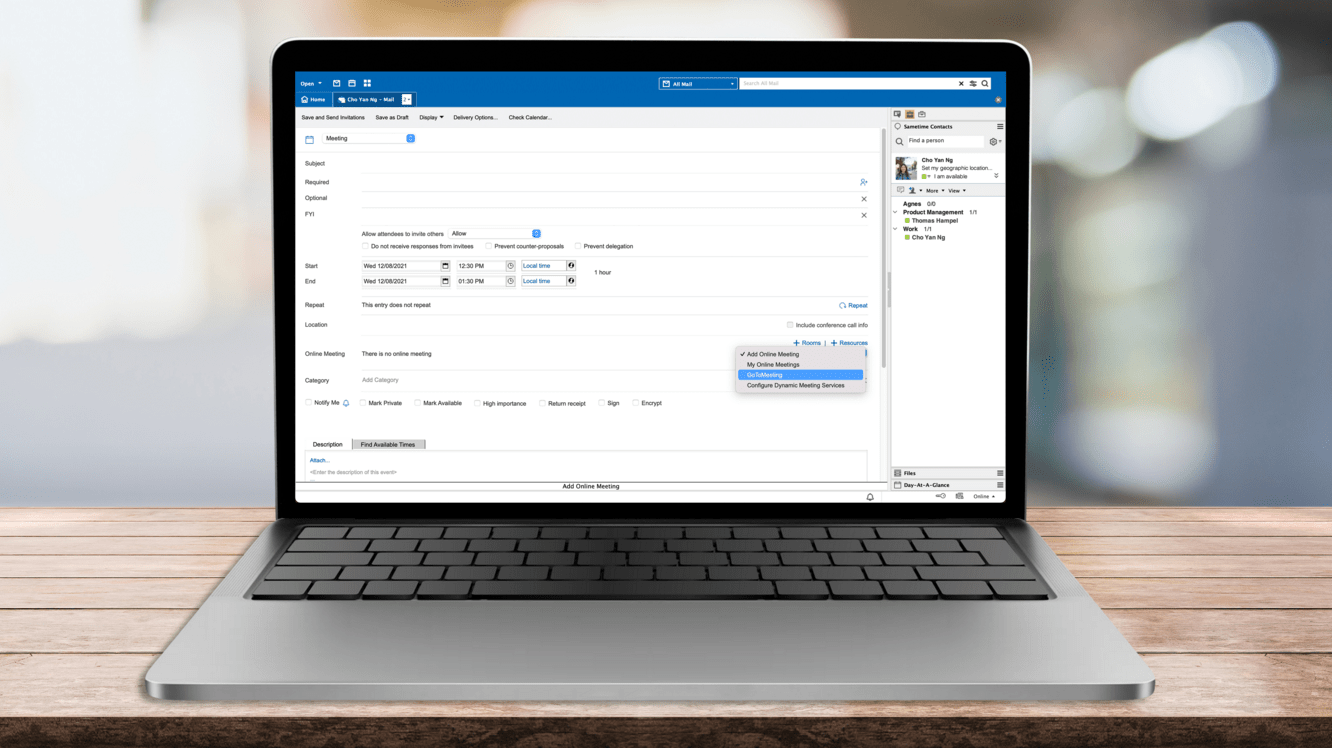 Open
All Mail
Search All Mail
Home
Cho Yan Ng - Mail
Save and Send Invitations Save as Draft Display Delivery Options... Check Calendar...
Meeting
Subject
Required
Optional
FYI
Allow attendees to invite others Allow
Do not receive responses from invitees Prevent counter-proposals Prevent delegation
Start Wed 12/08/2021 12:30 PM Local time
1 hour
End Wed 12/08/2021 01:30 PM Local time
Repeat This entry does not repeat Repeat
Location Include conference call info
Rooms | Resources
Online Meeting There is no online meeting
Add Online Meeting
My Online Meetings
GoToMeeting
Configure Dynamic Meeting Services
Category Add Category
Notify Me Mark Private Mark Available High importance Return receipt Sign Encrypt
Description Find Available Times
Attach...
<Enter the description of this event>
Add Online Meeting
Sametime Contacts
Find a person
Cho Yan Ng
Set my geographic location...
I am available
More View
Agnes 0/0
Product Management 1/1
Thomas Hampel
Work 1/1
Cho Yan Ng
Files
Day-At-A-Glance
Online